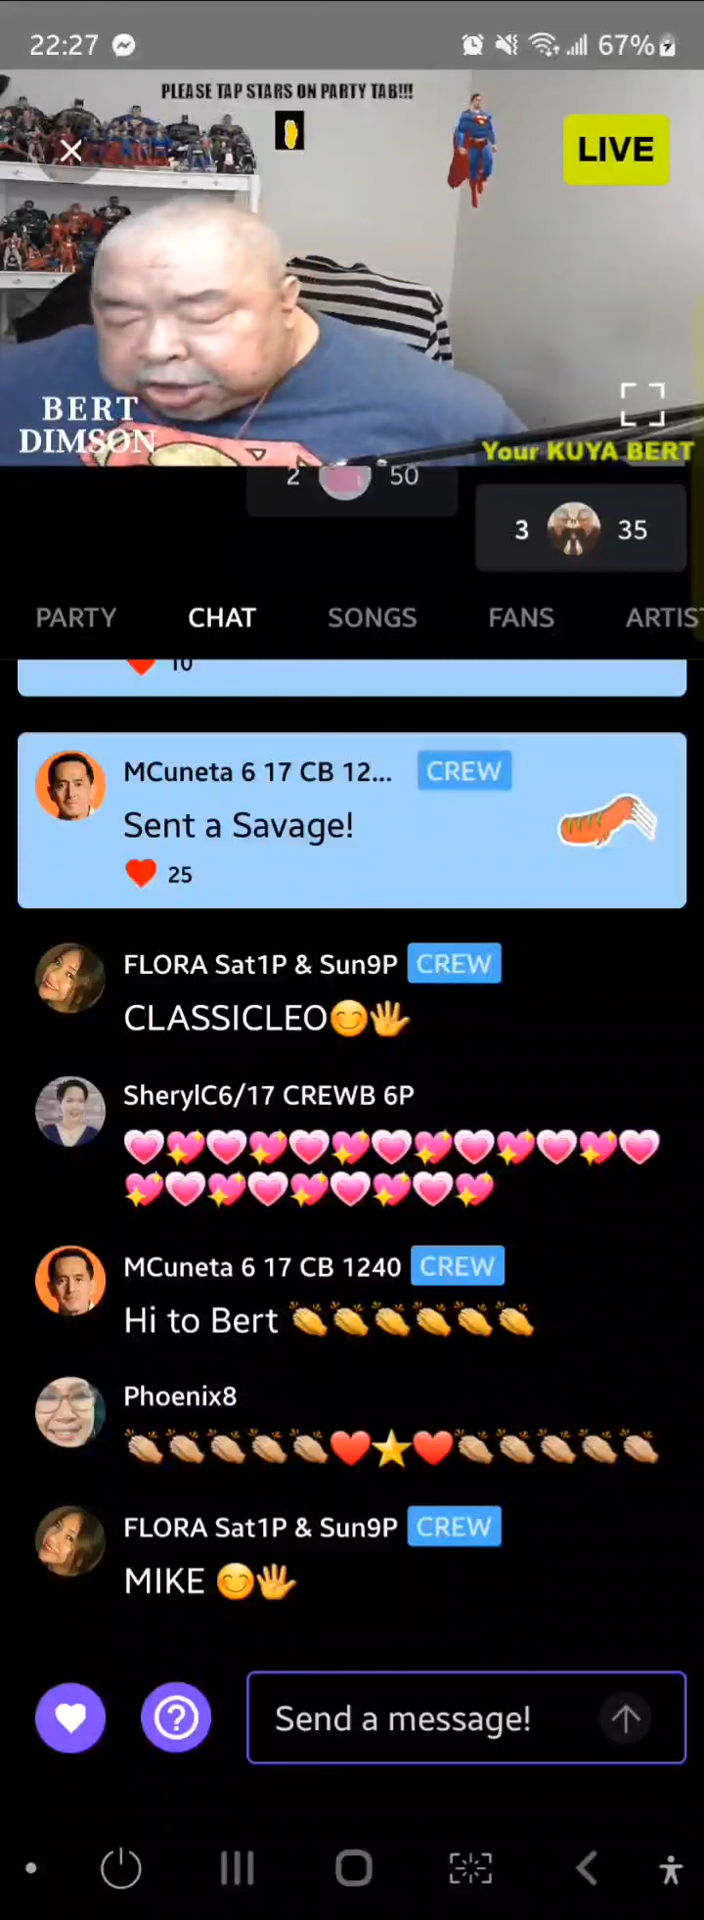 22:27
67%
PLEASE TAP STARS ON PARTY TAB!!!
LIVE
BERT
DIMSON
Your KUYA BERT
2 50
3 35
PARTY CHAT SONGS FANS ARTIS
10
MCuneta 6 17 CB 12... CREW
Sent a Savage!
❤️ 25
FLORA Sat1P & Sun9P CREW
CLASSICLEO😊🖐
SherylC6/17 CREWB 6P
💗💖💗💖💗💖💗💖💗💖💗💖💗
💖💗💖💗💖💗💖💗💖
MCuneta 6 17 CB 1240 CREW
Hi to Bert 👏👏👏👏👏👏
Phoenix8
👏🏼👏🏼👏🏼👏🏼👏🏼❤️⭐❤️👏🏼👏🏼👏🏼👏🏼👏🏼
FLORA Sat1P & Sun9P CREW
MIKE 😊🖐
Send a message!